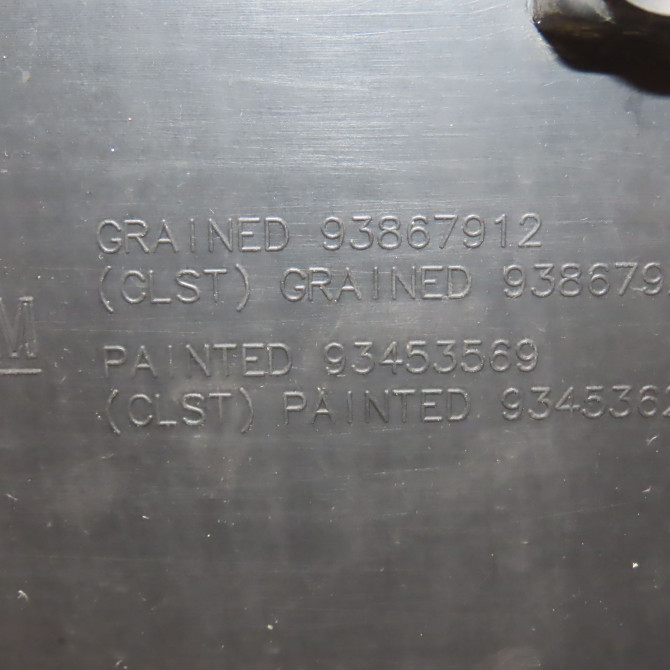 GRAINED 93867912
(CLST) GRAINED 938679
M
PAINTED 93453569
(CLST) PAINTED 934536